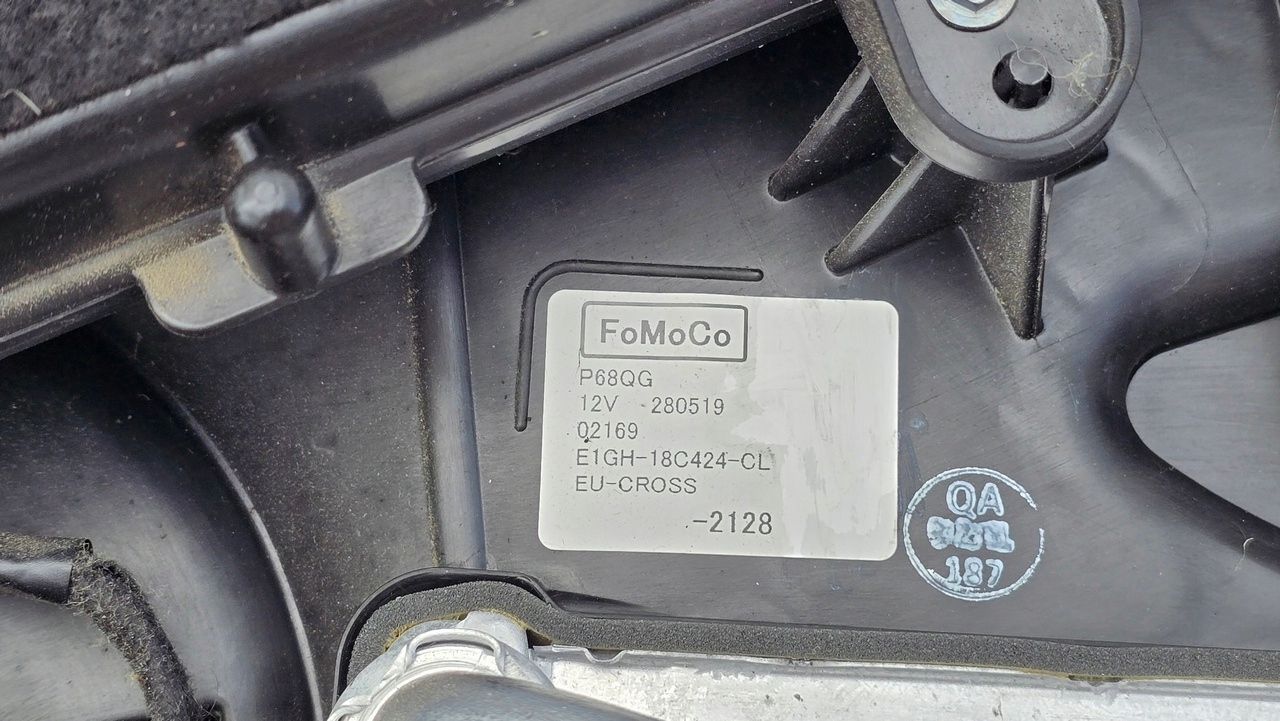 FoMoCo
P68QG
12V -280519
02169
E1GH-18C424-CL
EU-CROSS
-2128
QA
187